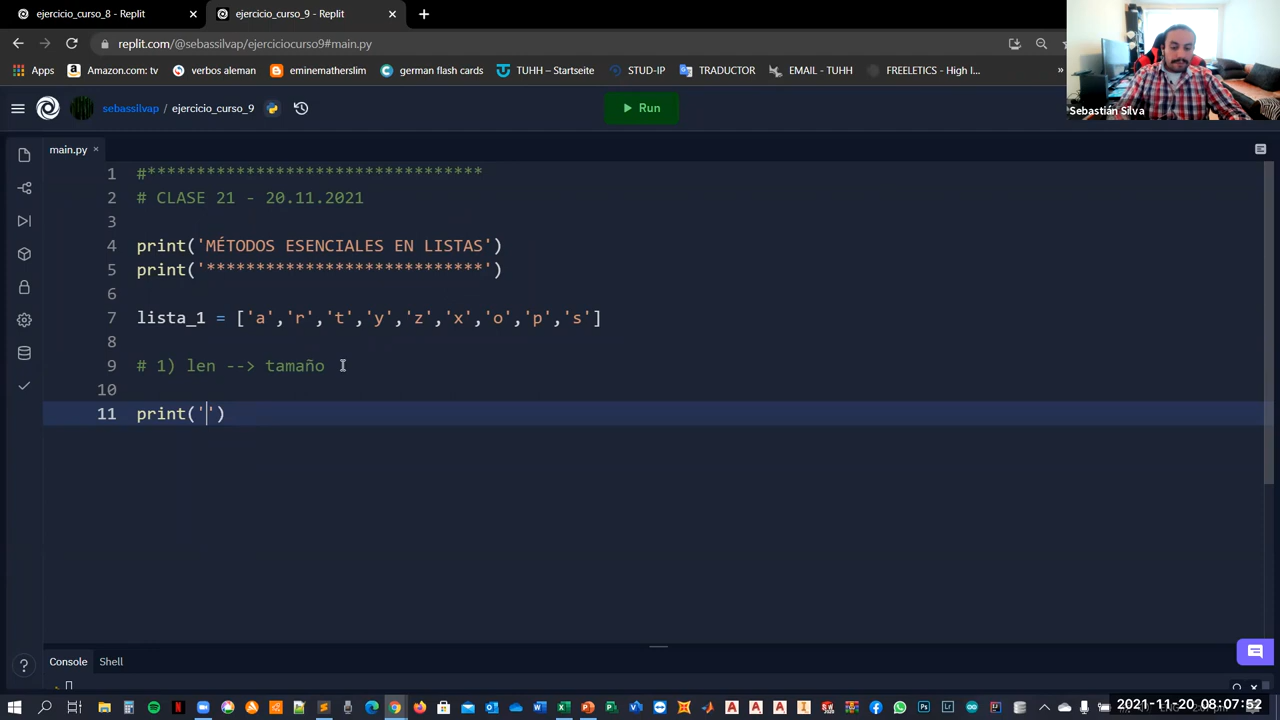 ejercicio_curso_8 - Replit
ejercicio_curso_9 - Replit
replit.com/@sebassilvap/ejerciciocurso9#main.py
Apps
Amazon.com: tv
verbos aleman
eminematherslim
german.net/cards
TUHH – Startseite
STUD-IP
TRADUCTOR
EMAIL - TUHH
FREELETICS - High I...
»
Sebastián Silva
sebassilvap / ejercicio_curso_9
Run
main.py
1 #**********************************
2 # CLASE 21 - 20.11.2021
3
4 print('MÉTODOS ESENCIALES EN LISTAS')
5 print('****************************')
6
7 lista_1 = ['a','r','t','y','z','x','o','p','s']
8
9 # 1) len --> tamaño
10
11 print('')
Console
Shell
2021-11-20 08:07:52